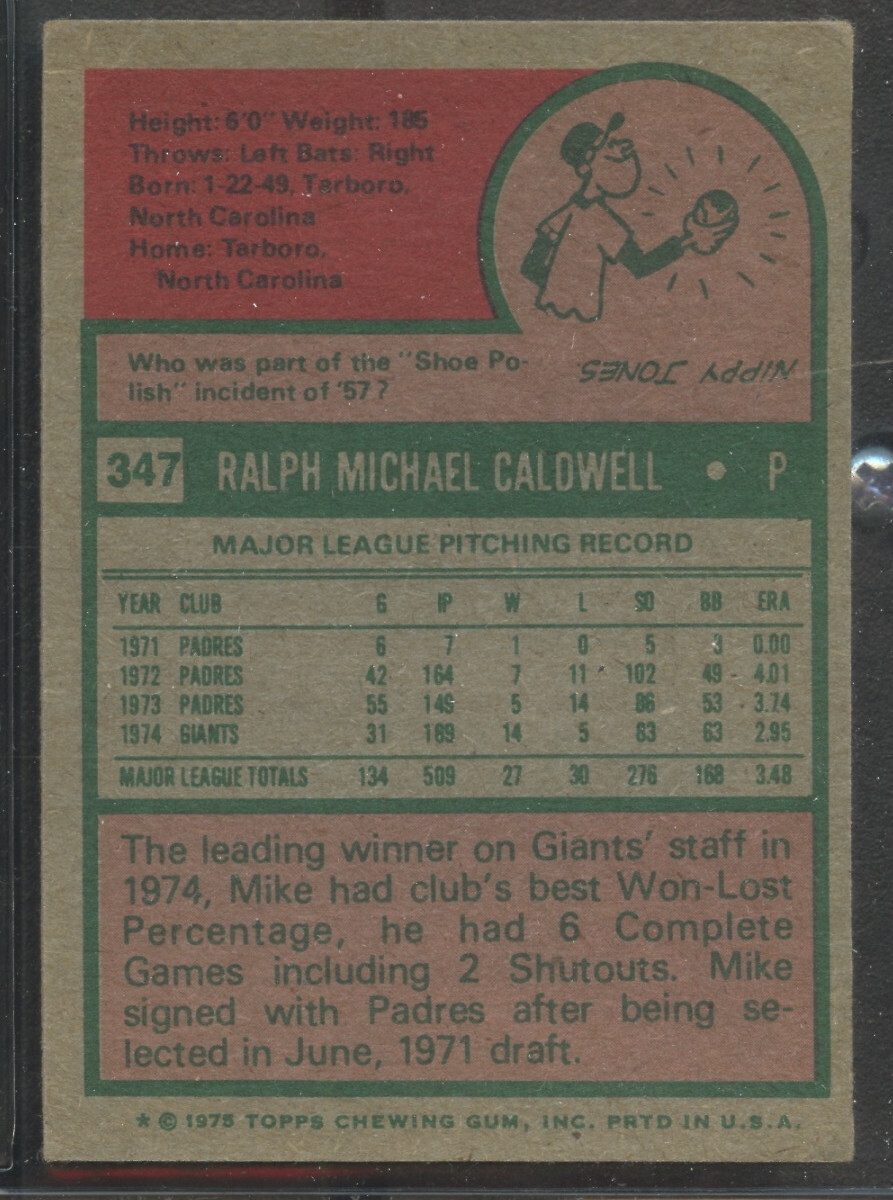 Height: 6'0" Weight: 185
Throws: Left Bats: Right
Born: 1-22-49, Tarboro,
North Carolina
Home: Tarboro,
North Carolina
Who was part of the "Shoe Po-
lish" incident of '57?
NIPPY JONES.
347 RALPH MICHAEL CALDWELL • P
MAJOR LEAGUE PITCHING RECORD
YEAR CLUB G IP W L SO BB ERA
1971 PADRES 6 7 1 0 5 3 0.00
1972 PADRES 42 164 7 11 102 49 4.01
1973 PADRES 55 149 5 14 86 53 3.74
1974 GIANTS 31 189 14 5 83 63 2.95
MAJOR LEAGUE TOTALS 134 509 27 30 276 168 3.48
The leading winner on Giants' staff in
1974, Mike had club's best Won-Lost
Percentage, he had 6 Complete
Games including 2 Shutouts. Mike
signed with Padres after being se-
lected in June, 1971 draft.
* © 1975 TOPPS CHEWING GUM, INC. PRTD IN U.S.A.